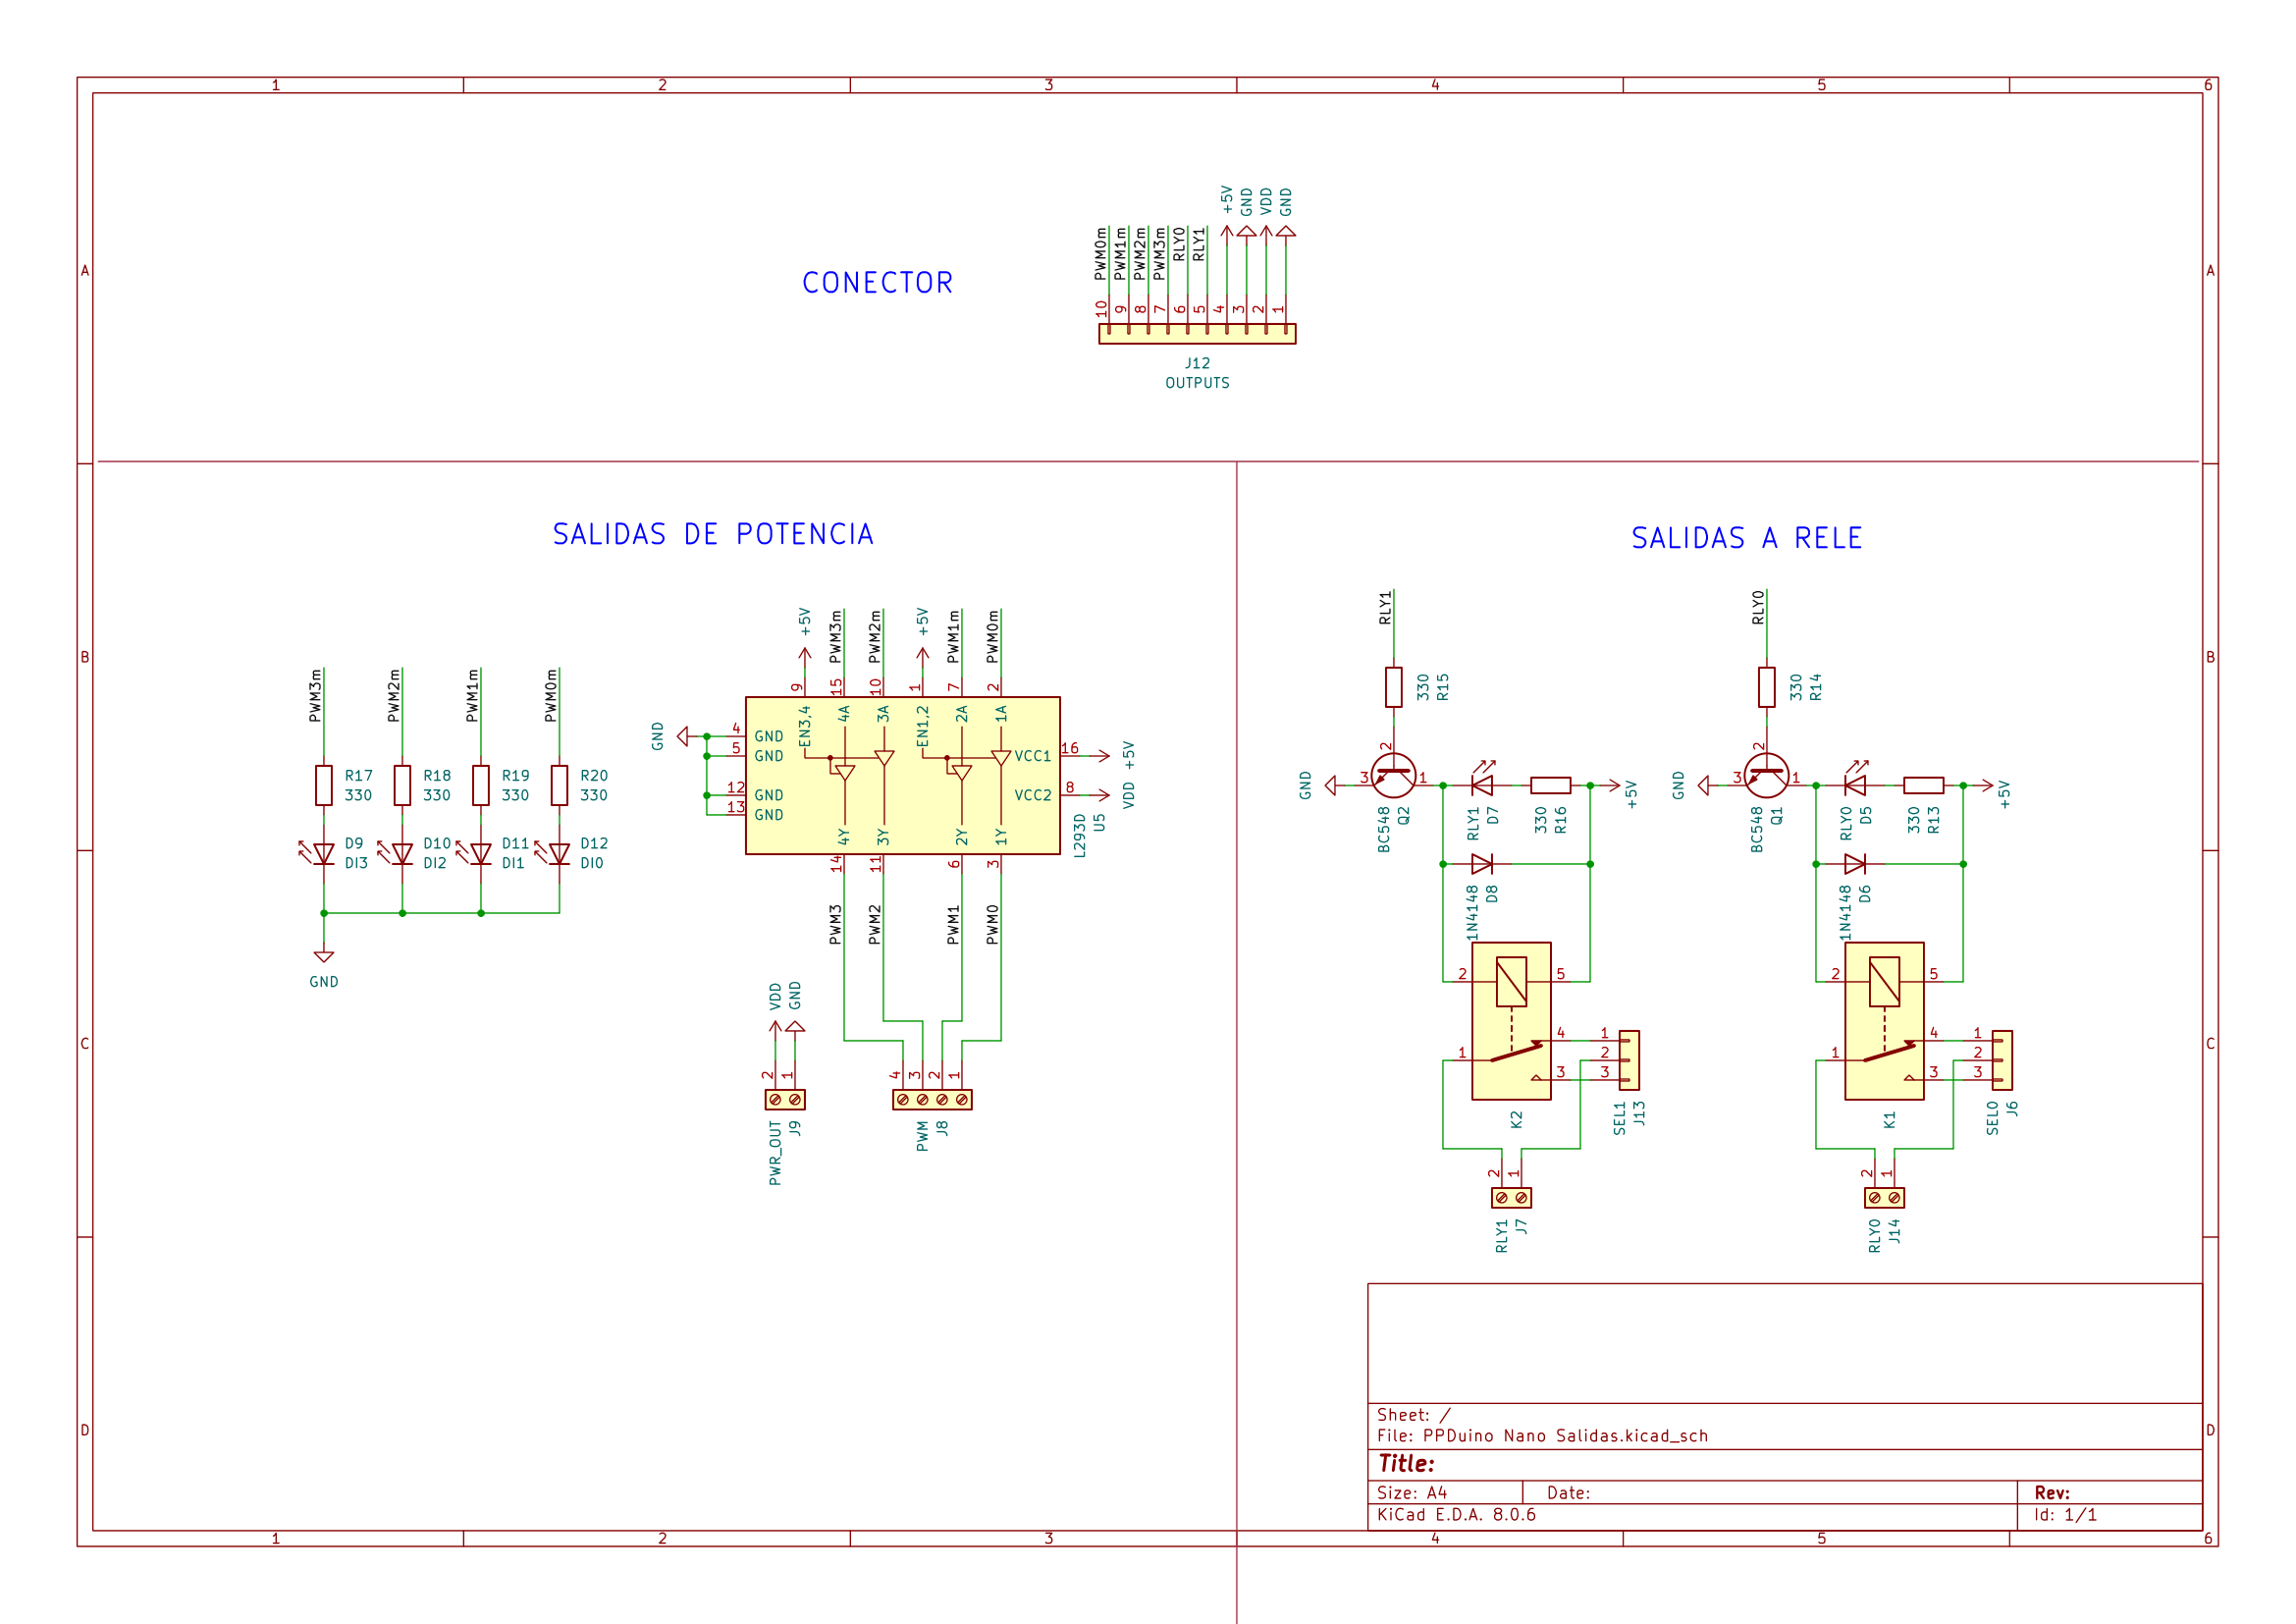 1 2 3 4 5 6
A A
B B
C C
D D
1 2 3 4 5 6
CONECTOR
PWM0m
PWM1m
PWM2m
PWM3m
RLY0
RLY1
+5V
GND
VDD
GND
10 9 8 7 6 5 4 3 2 1
J12
OUTPUTS
SALIDAS DE POTENCIA
PWM3m
PWM2m
PWM1m
PWM0m
R17
330
R18
330
R19
330
R20
330
D9
DI3
D10
DI2
D11
DI1
D12
DI0
GND
+5V
PWM3m
PWM2m
+5V
PWM1m
PWM0m
9 15 10 1 7 2
EN3,4
4A
3A
EN1,2
2A
1A
GND
4 GND
5 GND
12 GND
13 GND
VCC1 16 +5V
VCC2 8 VDD
4Y
3Y
2Y
1Y
14 11 6 3
L293D
U5
PWM3
PWM2
PWM1
PWM0
VDD
GND
2 1
PWR_OUT
J9
4 3 2 1
PWM
J8
SALIDAS A RELE
RLY1
330
R15
2
GND
3
1
BC548
Q2
RLY1
D7
330
R16
+5V
1N4148
D8
2
5
4
1
3
K2
1
2
3
SEL1
J13
2 1
RLY1
J7
RLY0
330
R14
2
GND
3
1
BC548
Q1
RLY0
D5
330
R13
+5V
1N4148
D6
2
5
4
1
3
K1
1
2
3
SEL0
J6
2 1
RLY0
J14
Sheet: /
File: PPDuino Nano Salidas.kicad_sch
Title:
Size: A4 Date: Rev:
KiCad E.D.A. 8.0.6 Id: 1/1